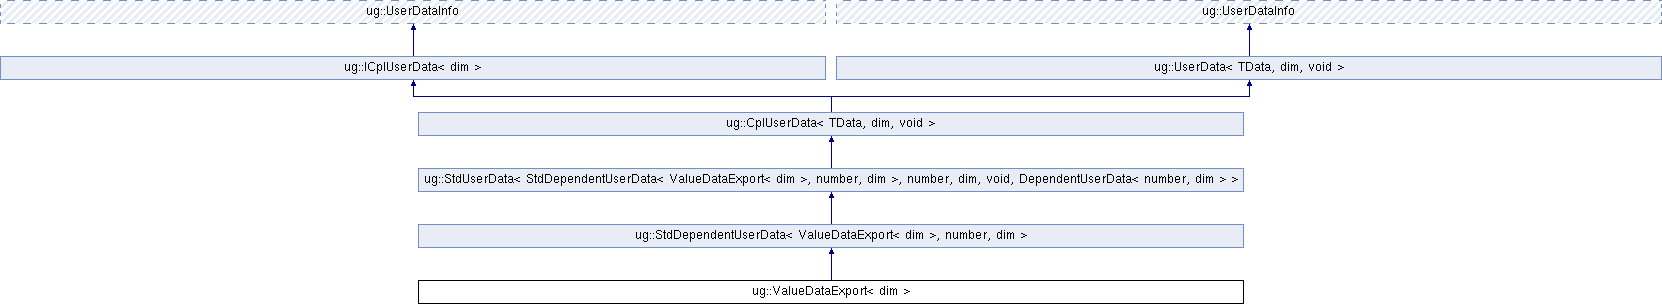 ug::UserDataInfo
ug::UserDataInfo
ug::ICplUserData< dim >
ug::UserData< TData, dim, void >
ug::CplUserData< TData, dim, void >
ug::StdUserData< StdDependentUserData< ValueDataExport< dim >, number, dim >, number, dim, void, DependentUserData< number, dim > >
ug::StdDependentUserData< ValueDataExport< dim >, number, dim >
ug::ValueDataExport< dim >